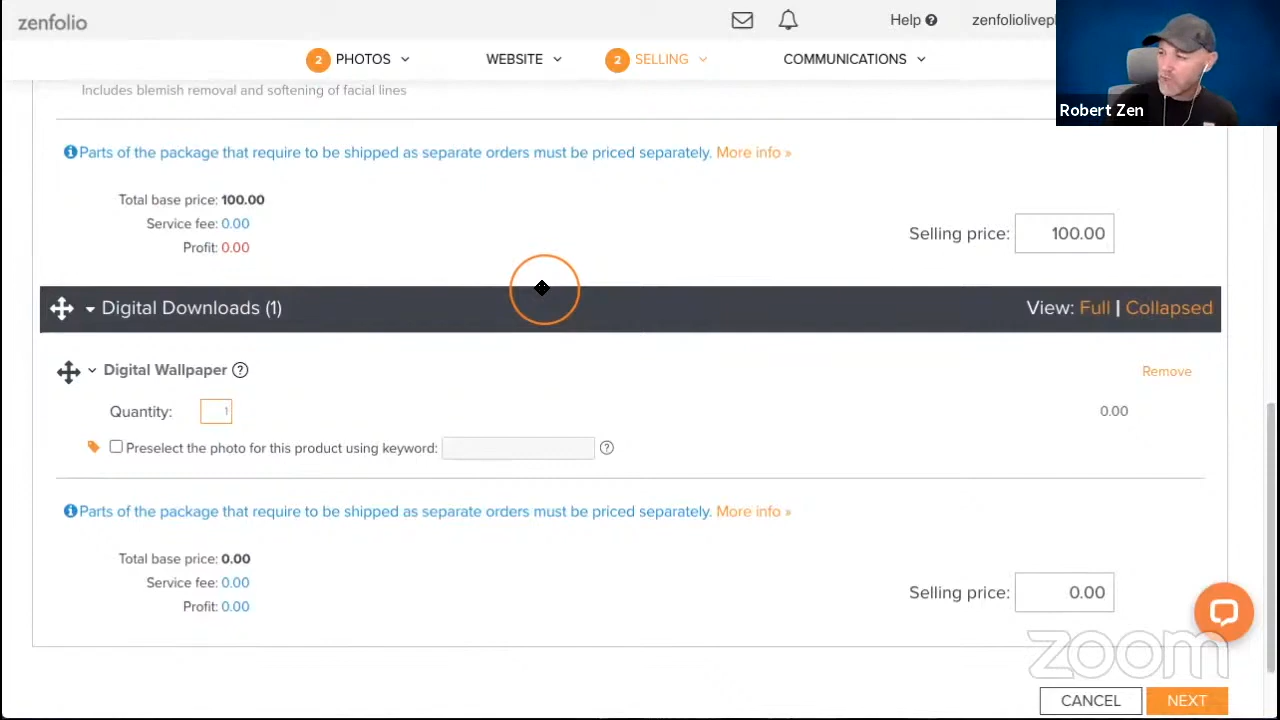 zenfolio
Help
zenfolioliveph
2 PHOTOS
WEBSITE
2 SELLING
COMMUNICATIONS
Robert Zen
Includes blemish removal and softening of facial lines
Parts of the package that require to be shipped as separate orders must be priced separately. More info »
Total base price: 100.00
Service fee: 0.00
Profit: 0.00
Selling price: 100.00
Digital Downloads (1)
View: Full | Collapsed
Digital Wallpaper ?
Remove
Quantity: 1
0.00
Preselect the photo for this product using keyword: ?
Parts of the package that require to be shipped as separate orders must be priced separately. More info »
Total base price: 0.00
Service fee: 0.00
Profit: 0.00
Selling price: 0.00
zoom
CANCEL
NEXT